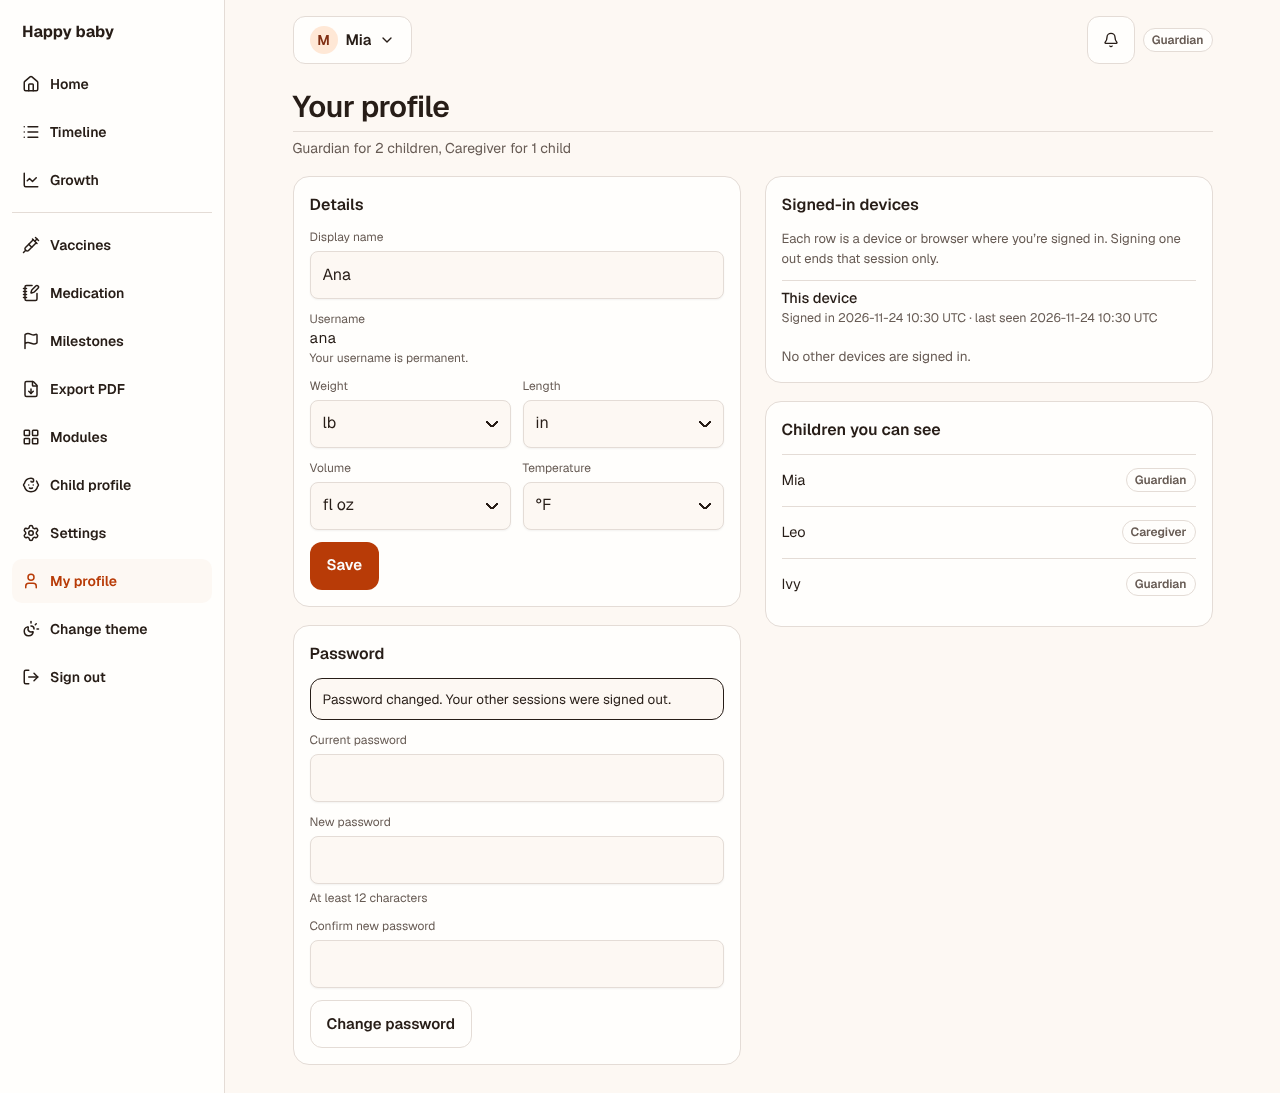 Happy baby
Home
Timeline
Growth
Vaccines
Medication
Milestones
Export PDF
Modules
Child profile
Settings
My profile
Change theme
Sign out
M Mia
Guardian
Your profile
Guardian for 2 children, Caregiver for 1 child
Details
Display name
Ana
Username
ana
Your username is permanent.
Weight Length
lb in
Volume Temperature
fl oz °F
Save
Password
Password changed. Your other sessions were signed out.
Current password
New password
At least 12 characters
Confirm new password
Change password
Signed-in devices
Each row is a device or browser where you're signed in. Signing one
out ends that session only.
This device
Signed in 2026-11-24 10:30 UTC · last seen 2026-11-24 10:30 UTC
No other devices are signed in.
Children you can see
Mia Guardian
Leo Caregiver
Ivy Guardian